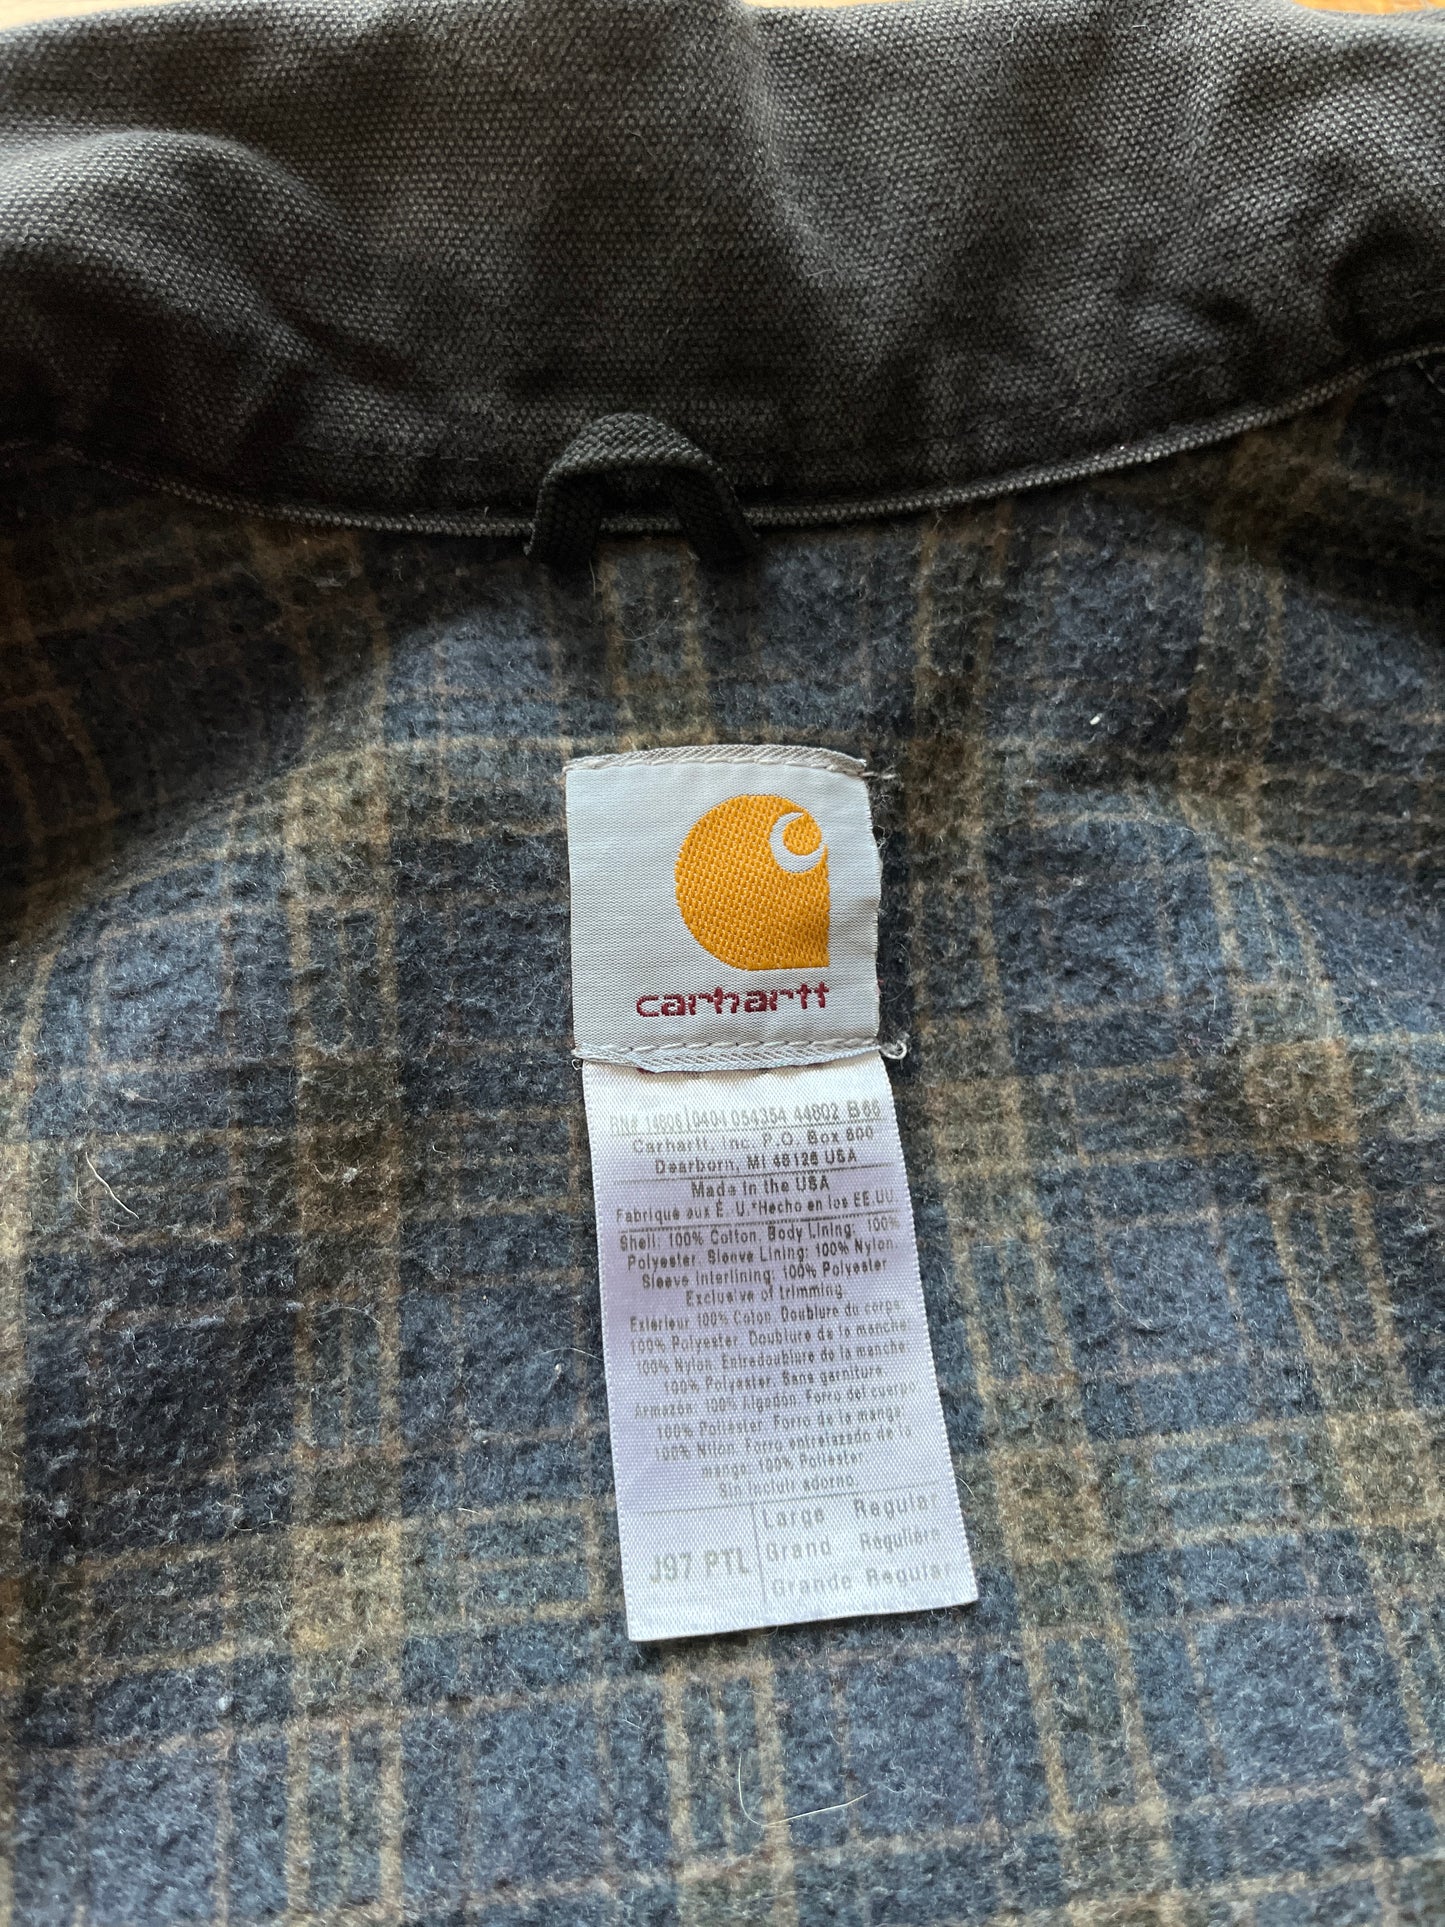 carhartt
RN# 14806 0404 054354 44802 B66
Carhartt, Inc. P.O. Box 600
Dearborn, MI 48126 USA
Made in the USA
Fabriqué aux É.-U.*Hecho en los EE.UU.
Shell: 100% Cotton. Body Lining: 100%
Polyester. Sleeve Lining: 100% Nylon.
Sleeve Interlining: 100% Polyester
Exclusive of trimming
Extérieur 100% Coton. Doublure du corps:
100% Polyester. Doublure de la manche:
100% Nylon. Entredoublure de la manche:
100% Polyester. Sans garniture.
Armazón: 100% Algodón. Forro del cuerpo:
100% Poliéster. Forro de la manga:
100% Nilon. Forro entrelazado de la
manga: 100% Poliéster.
Sin incluir adorno.
J97 PTL
Large Regular
Grand Régulière
Grande Regular